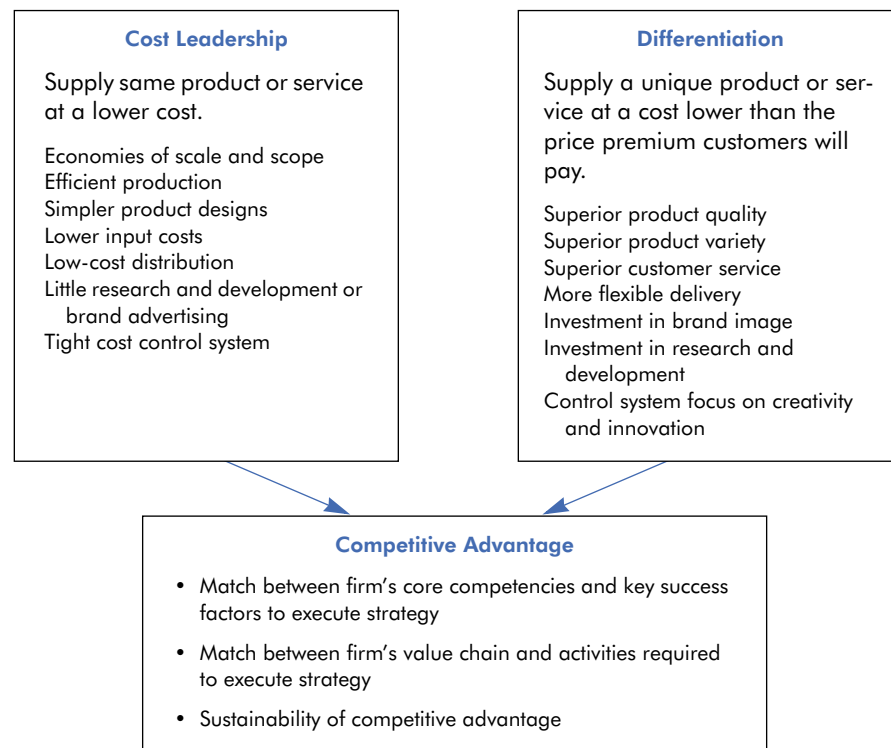 Cost Leadership
Supply same product or service
at a lower cost.
Economies of scale and scope
Efficient production
Simpler product designs
Lower input costs
Low-cost distribution
Little research and development or
brand advertising
Tight cost control system
Differentiation
Supply a unique product or ser-
vice at a cost lower than the
price premium customers will
pay.
Superior product quality
Superior product variety
Superior customer service
More flexible delivery
Investment in brand image
Investment in research and
development
Control system focus on creativity
and innovation
Competitive Advantage
• Match between firm's core competencies and key success
factors to execute strategy
• Match between firm's value chain and activities required
to execute strategy
• Sustainability of competitive advantage